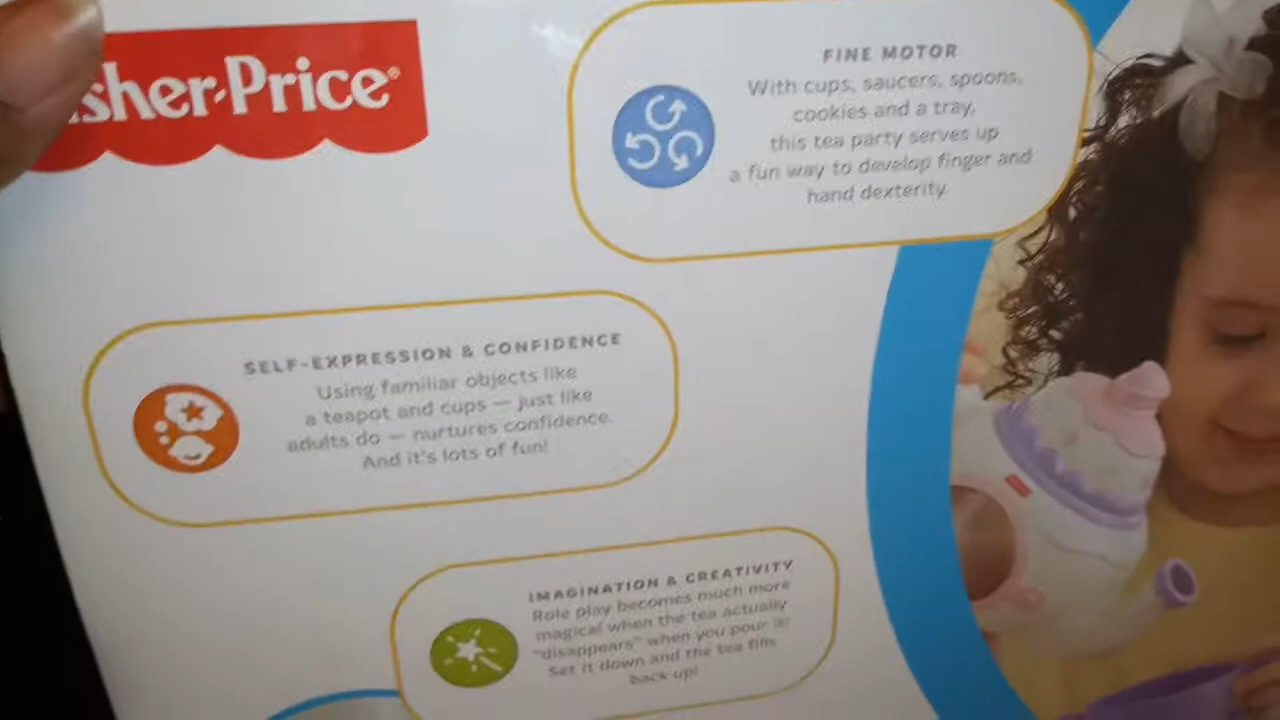 sher-Price®
FINE MOTOR
With cups, saucers, spoons,
cookies and a tray,
this tea party serves up
a fun way to develop finger and
hand dexterity.
SELF-EXPRESSION & CONFIDENCE
Using familiar objects like
a teapot and cups — just like
adults do — nurtures confidence.
And it's lots of fun!
IMAGINATION & CREATIVITY
Role play becomes much more
magical when the tea actually
"disappears" when you pour it!
Set it down and the tea fills
back up!